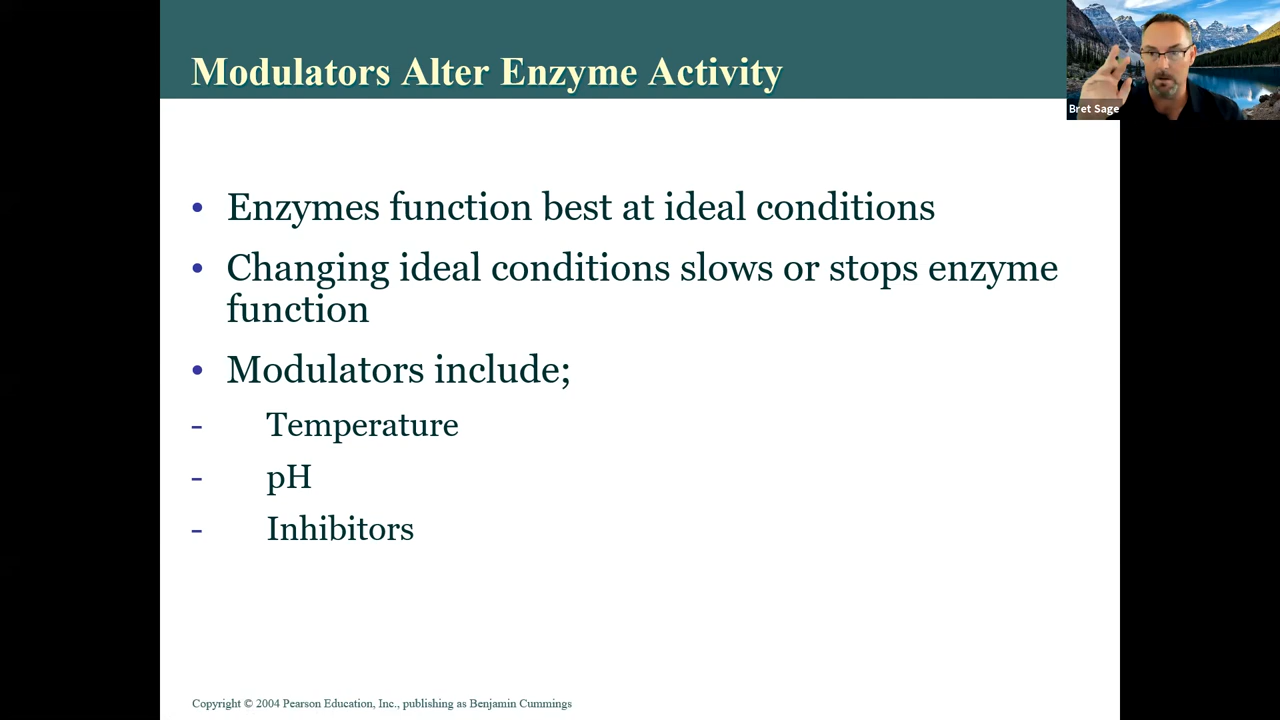 Modulators Alter Enzyme Activity
Bret Sage
• Enzymes function best at ideal conditions
• Changing ideal conditions slows or stops enzyme
function
• Modulators include;
- Temperature
- pH
- Inhibitors
Copyright © 2004 Pearson Education, Inc., publishing as Benjamin Cummings